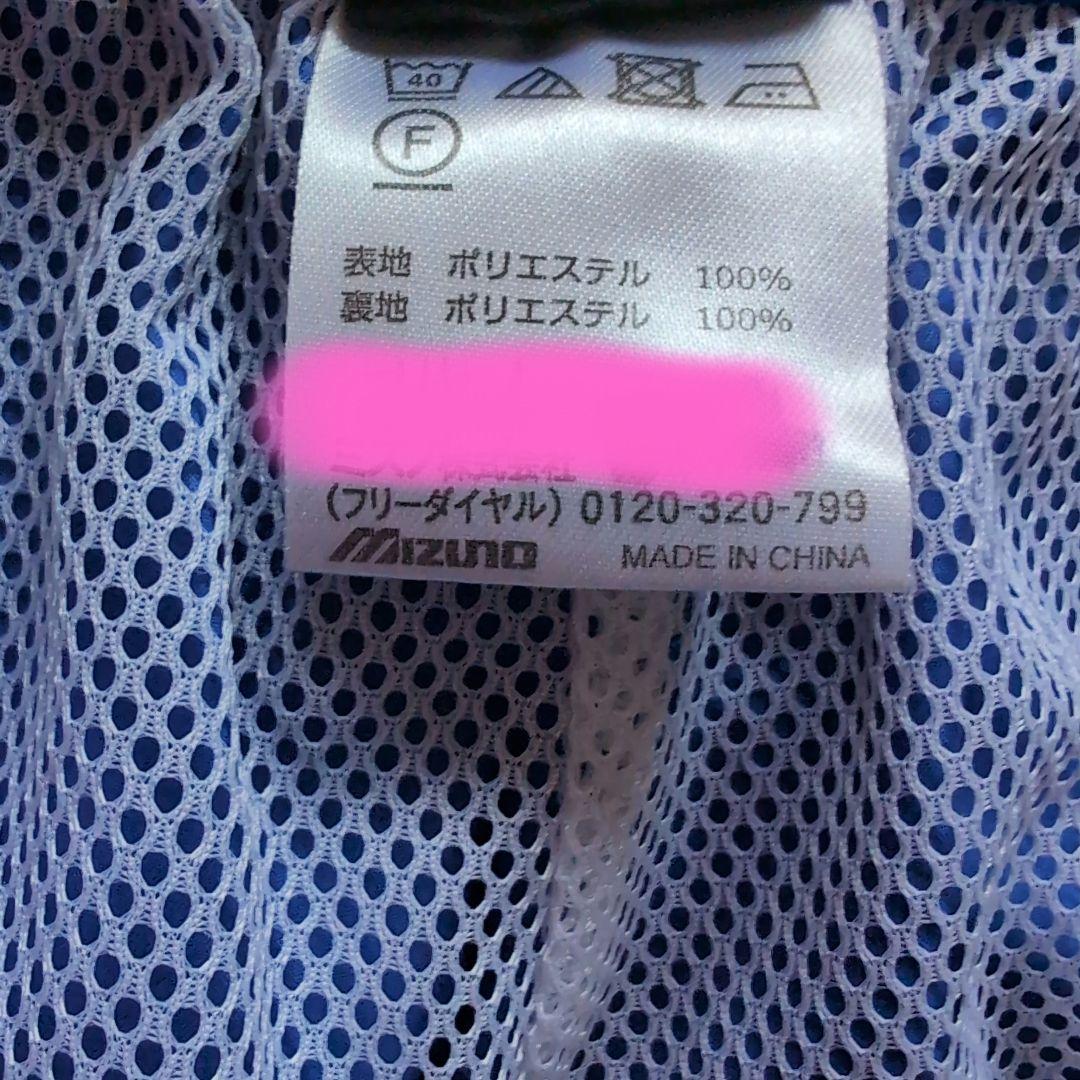 40
F
表地 ポリエステル 100%
裏地 ポリエステル 100%
(フリーダイヤル) 0120-320-799
MIZUNO MADE IN CHINA